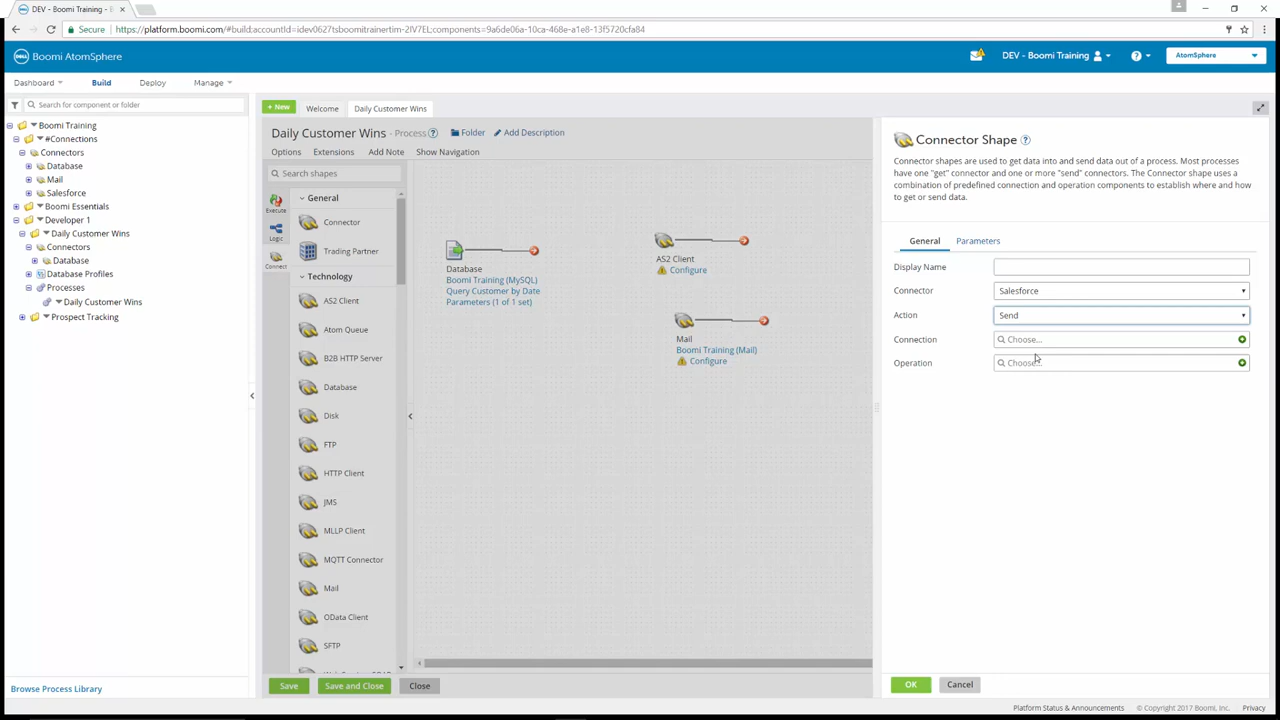 DEV - Boomi Training
Secure
https://platform.boomi.com/#build;accountId=idev0627tsboomitrainertim-2IV7EL;components=9a6de06a-10ca-468e-a1e8-13f5720cfa84
DELL
Boomi AtomSphere
DEV - Boomi Training
AtomSphere
Dashboard
Build
Deploy
Manage
Search for component or folder
+ New
Welcome
Daily Customer Wins
Boomi Training
#Connections
Connectors
Database
Mail
Salesforce
Boomi Essentials
Developer 1
Daily Customer Wins
Connectors
Database
Database Profiles
Processes
Daily Customer Wins
Prospect Tracking
Browse Process Library
Daily Customer Wins - Process
Folder
Add Description
Options
Extensions
Add Note
Show Navigation
Search shapes
Execute
Logic
Connect
General
Connector
Trading Partner
Technology
AS2 Client
Atom Queue
B2B HTTP Server
Database
Disk
FTP
HTTP Client
JMS
MLLP Client
MQTT Connector
Mail
OData Client
SFTP
Database
Boomi Training (MySQL)
Query Customer by Date
Parameters (1 of 1 set)
AS2 Client
Configure
Mail
Boomi Training (Mail)
Configure
Save
Save and Close
Close
Connector Shape
Connector shapes are used to get data into and send data out of a process. Most processes
have one "get" connector and one or more "send" connectors. The Connector shape uses a
combination of predefined connection and operation components to establish where and how
to get or send data.
General
Parameters
Display Name
Connector
Salesforce
Action
Send
Connection
Choose...
Operation
Choose...
OK
Cancel
Platform Status & Announcements
© Copyright 2017 Boomi, Inc.
Privacy